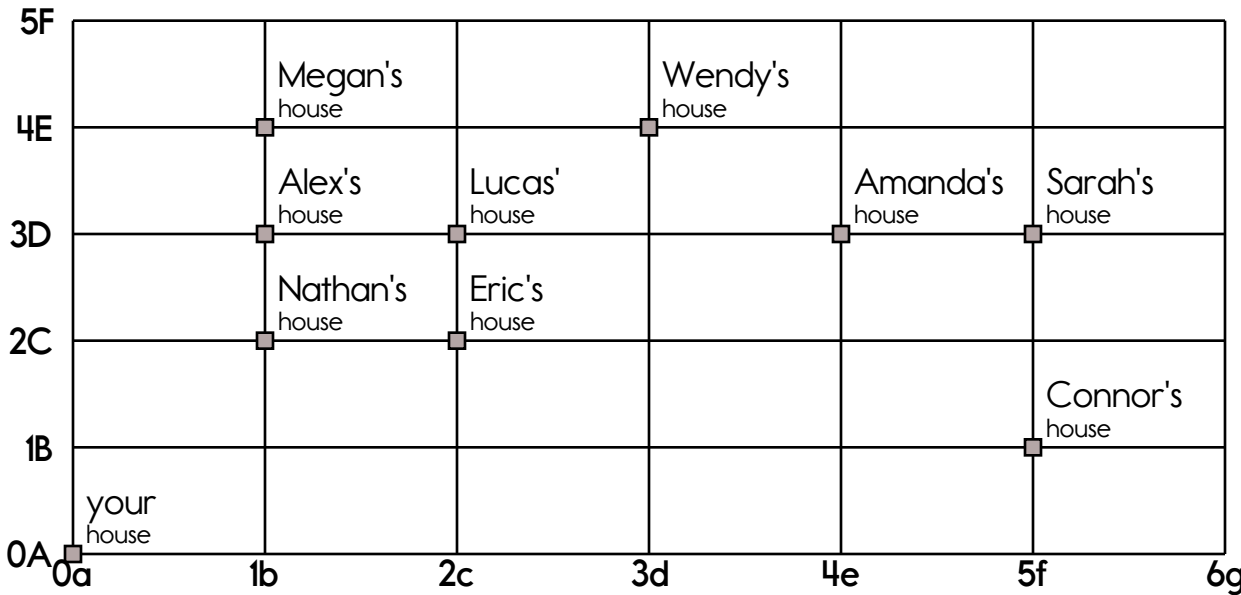 5F
Megan's
house
Wendy's
house
4E
Alex's
house
Lucas'
house
Amanda's
house
Sarah's
house
3D
Nathan's
house
Eric's
house
2C
Connor's
house
1B
your
house
0A
0a 1b 2c 3d 4e 5f 6g